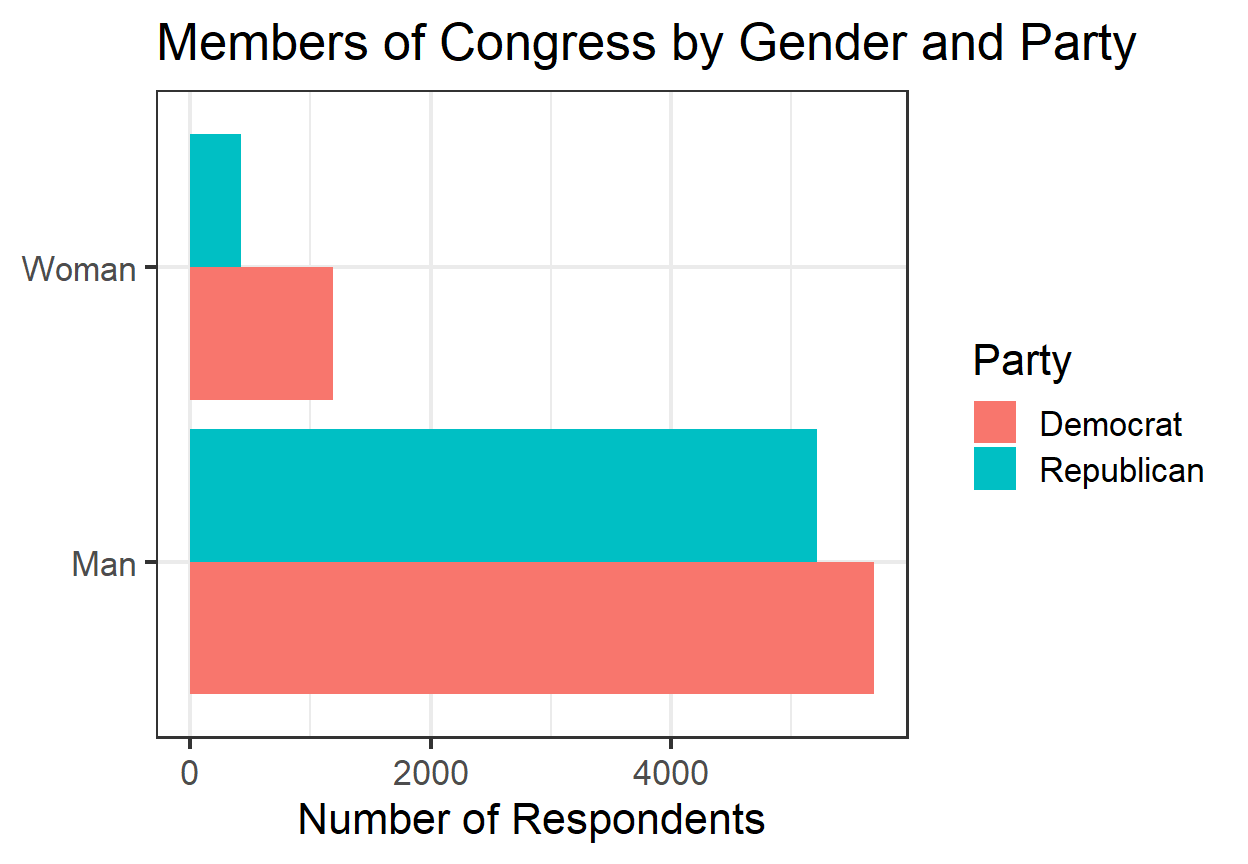 Members of Congress by Gender and Party
Woman
Man
0 2000 4000
Number of Respondents
Party
Democrat
Republican